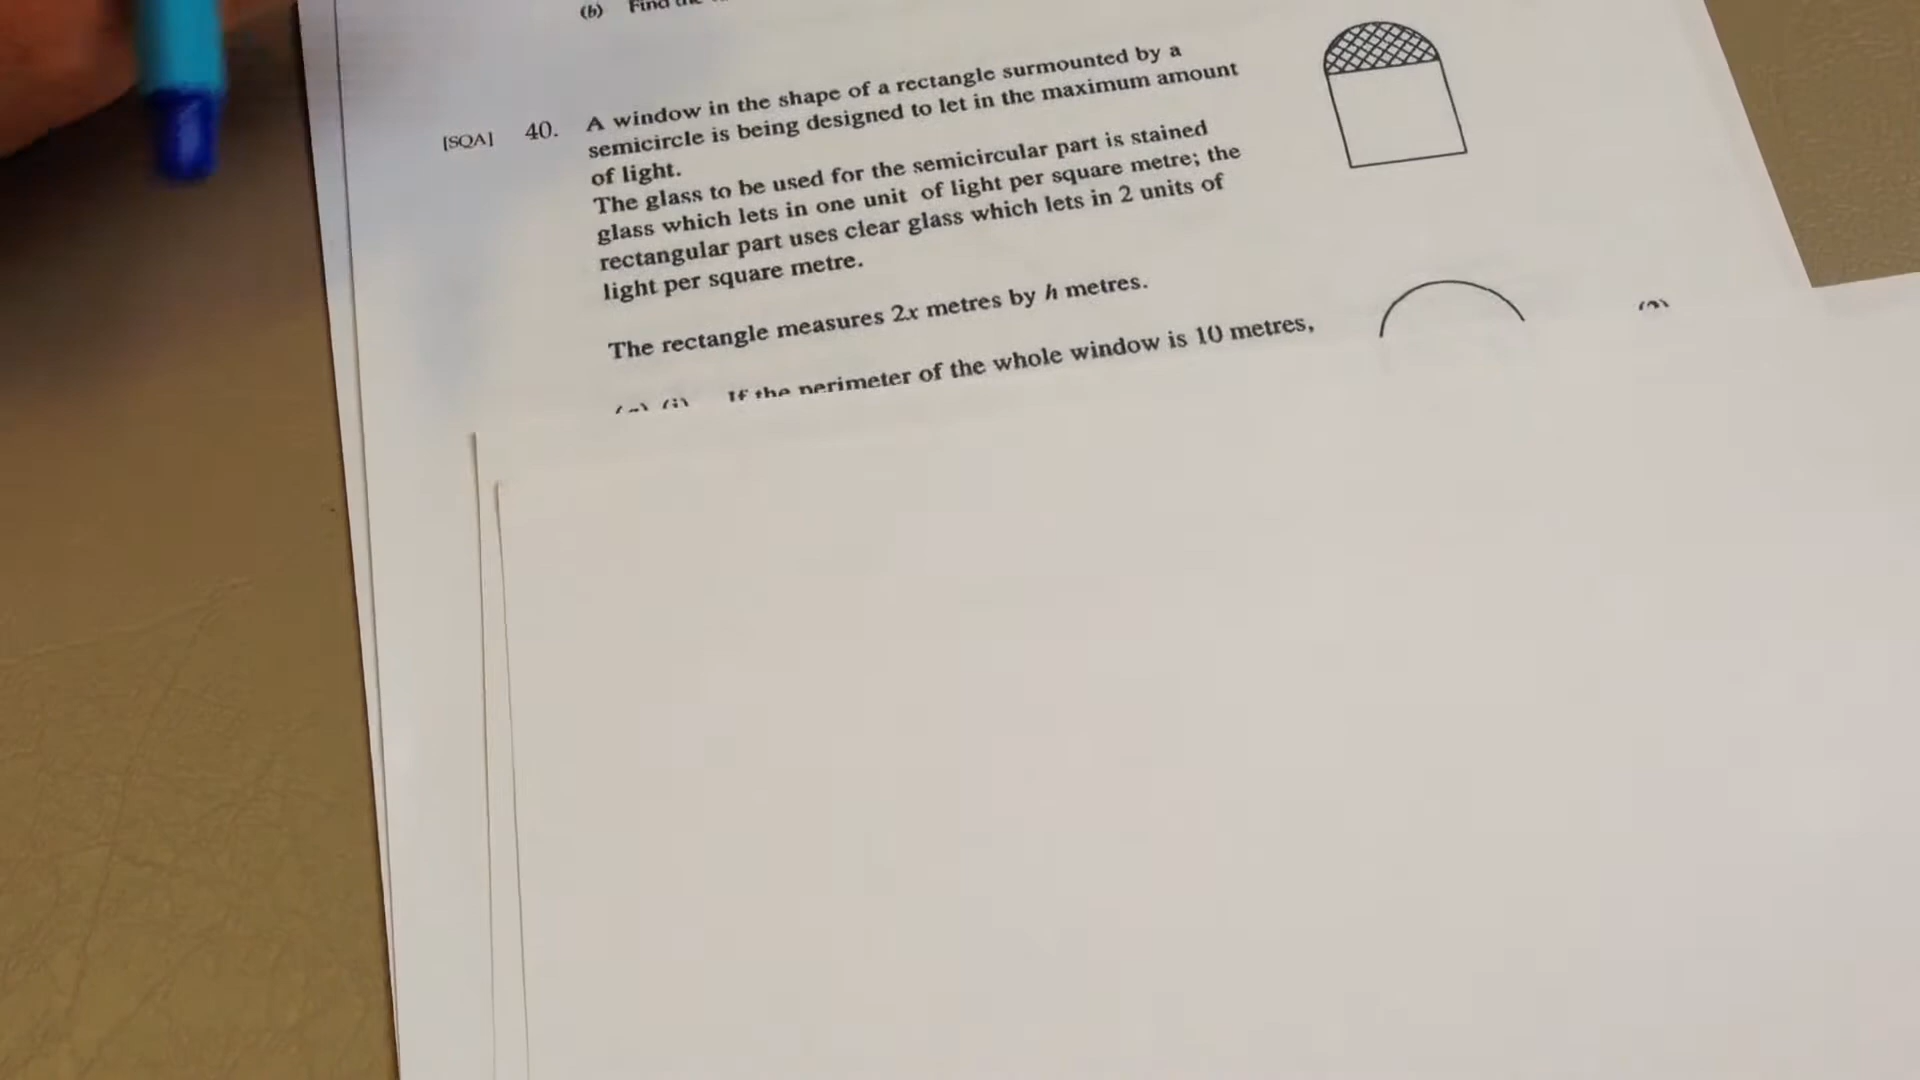 (b) Find the
[SQA] 40. A window in the shape of a rectangle surmounted by a
semicircle is being designed to let in the maximum amount
of light.
The glass to be used for the semicircular part is stained
glass which lets in one unit of light per square metre; the
rectangular part uses clear glass which lets in 2 units of
light per square metre.
The rectangle measures 2x metres by h metres.
If the perimeter of the whole window is 10 metres,